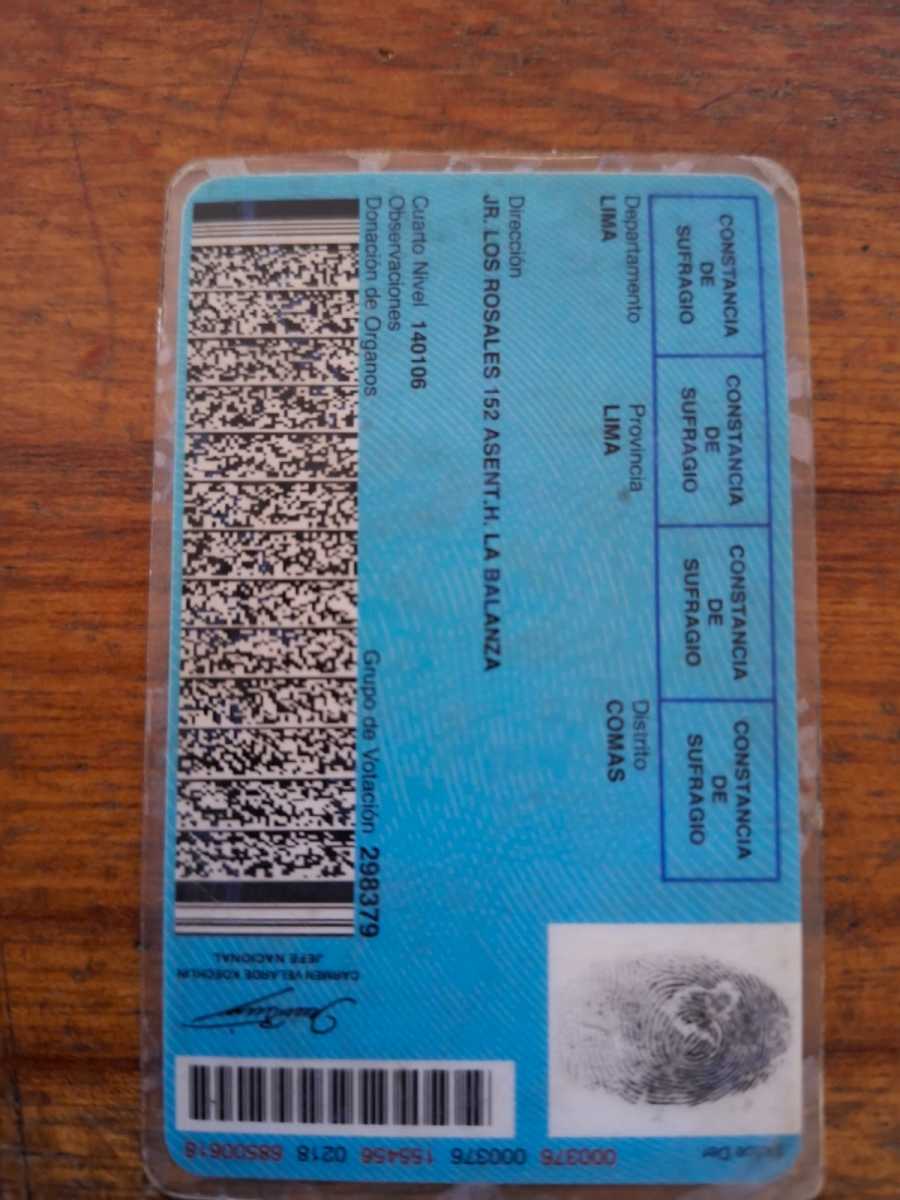 CONSTANCIA DE SUFRAGIO
CONSTANCIA DE SUFRAGIO
CONSTANCIA DE SUFRAGIO
CONSTANCIA DE SUFRAGIO
Departamento Provincia Distrito
LIMA LIMA COMAS
Dirección
JR. LOS ROSALES 152 ASENT.H. LA BALANZA
Cuarto Nivel 140106
Observaciones
Donación de Organos Grupo de Votación 298379
CARMEN VELARDE KOECHLIN
JEFE NACIONAL
000376 000376 155456 0218